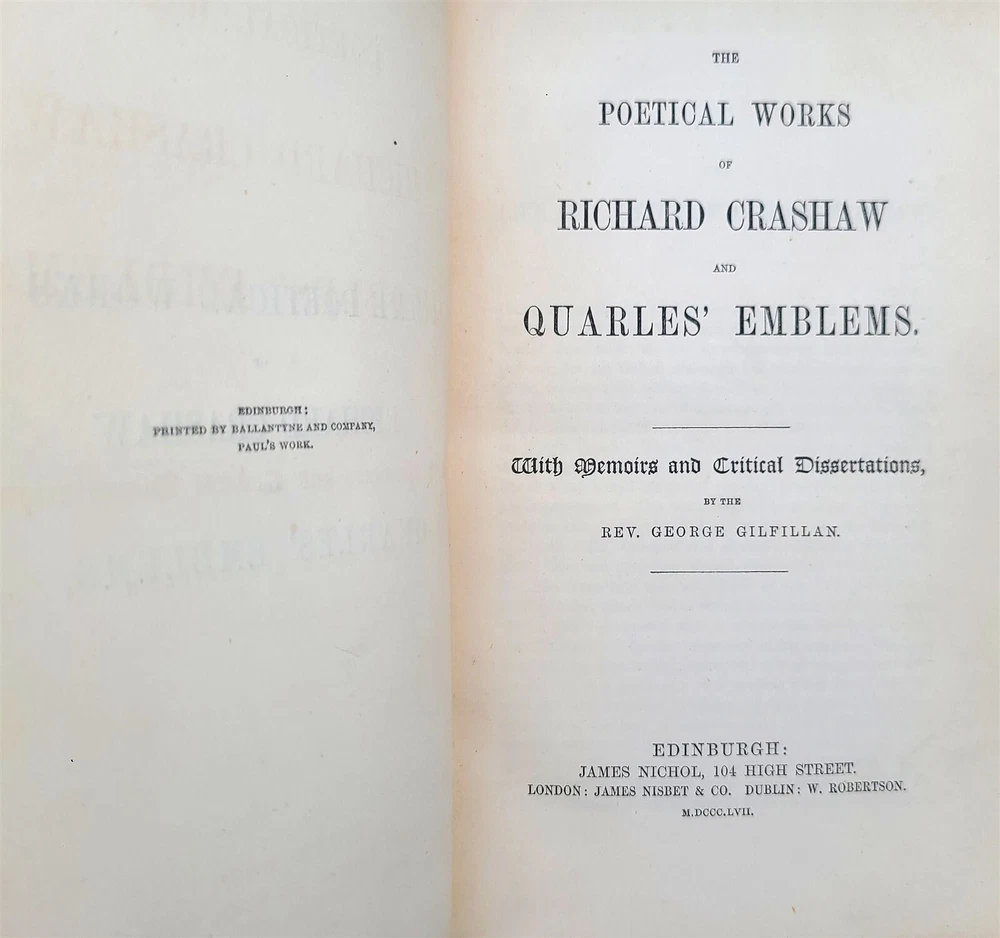 EDINBURGH:
PRINTED BY BALLANTYNE AND COMPANY,
PAUL'S WORK.
THE
POETICAL WORKS
OF
RICHARD CRASHAW
AND
QUARLES' EMBLEMS.
With Memoirs and Critical Dissertations,
BY THE
REV. GEORGE GILFILLAN.
EDINBURGH:
JAMES NICHOL, 104 HIGH STREET.
LONDON: JAMES NISBET & CO. DUBLIN: W. ROBERTSON.
M.DCCC.LVII.